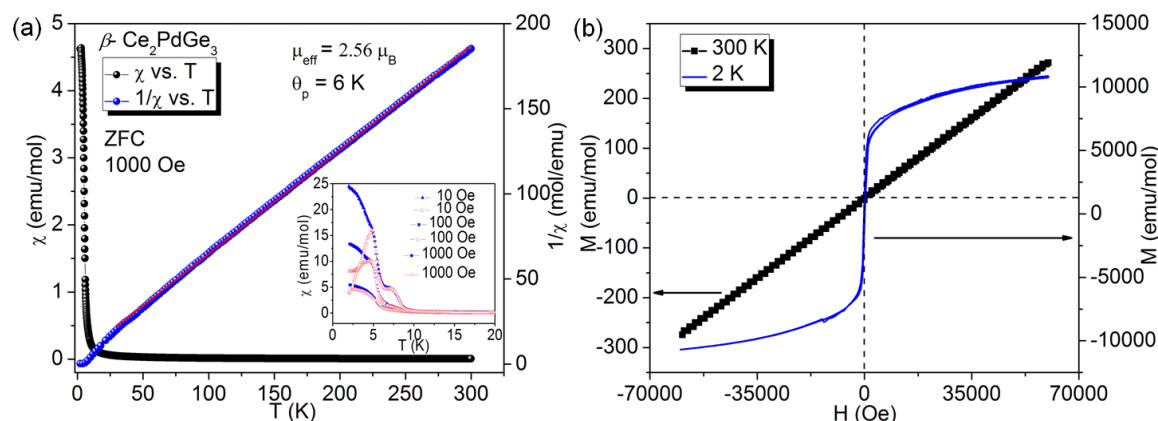 (a)
β- Ce₂PdGe₃
χ vs. T
1/χ vs. T
ZFC
1000 Oe
μeff = 2.56 μB
θp = 6 K
5
4
3
2
1
0
χ (emu/mol)
0 50 100 150 200 250 300
T (K)
200
150
100
50
0
1/χ (mol/emu)
25
20
15
10
5
0
χ (emu/mol)
10 Oe
10 Oe
100 Oe
100 Oe
1000 Oe
1000 Oe
0 5 10 15 20
T (K)
(b)
300 K
2 K
300
200
100
0
-100
-200
-300
M (emu/mol)
-70000 -35000 0 35000 70000
H (Oe)
15000
10000
5000
0
-5000
-10000
M (emu/mol)